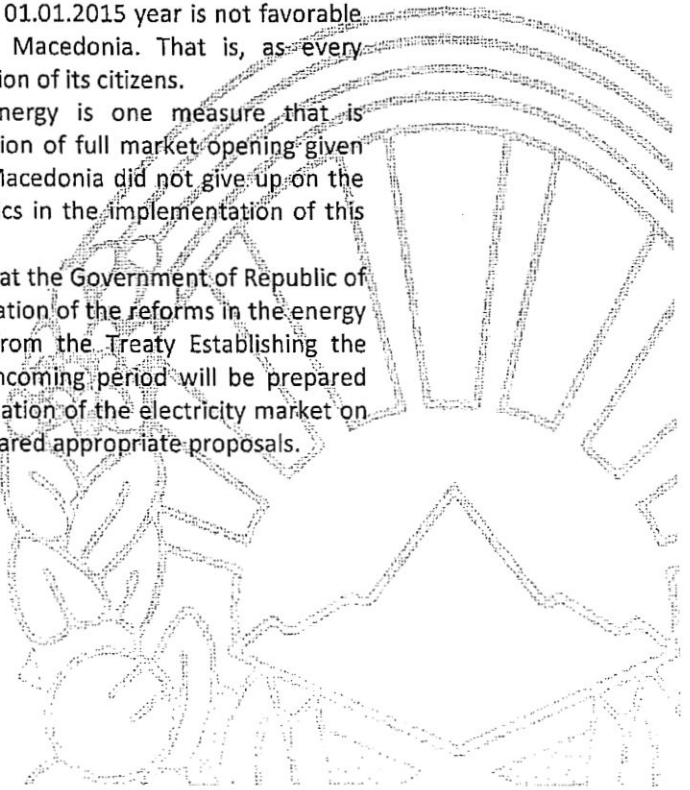 01.01.2015 year is not favorable
Macedonia. That is, as every
ion of its citizens.
nergy is one measure that is
ion of full market opening given
lacedonia did not give up on the
cs in the implementation of this
at the Government of Republic of
ation of the reforms in the energy
rom the Treaty Establishing the
ncoming period will be prepared
ation of the electricity market on
ared appropriate proposals.